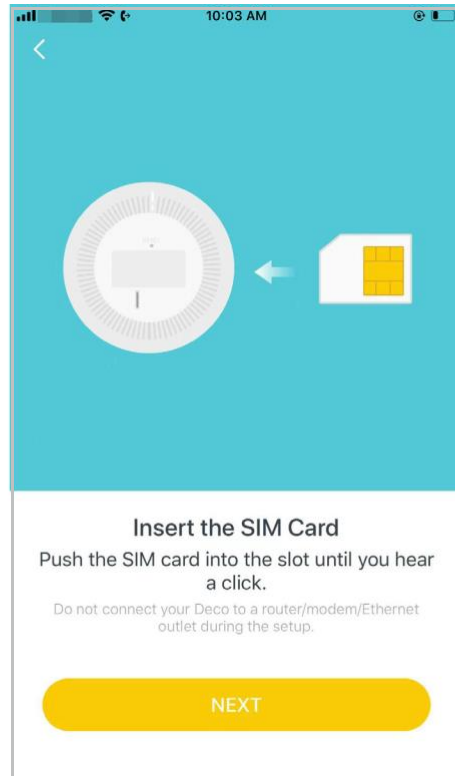 10:03 AM
Insert the SIM Card
Push the SIM card into the slot until you hear
a click.
Do not connect your Deco to a router/modem/Ethernet
outlet during the setup.
NEXT